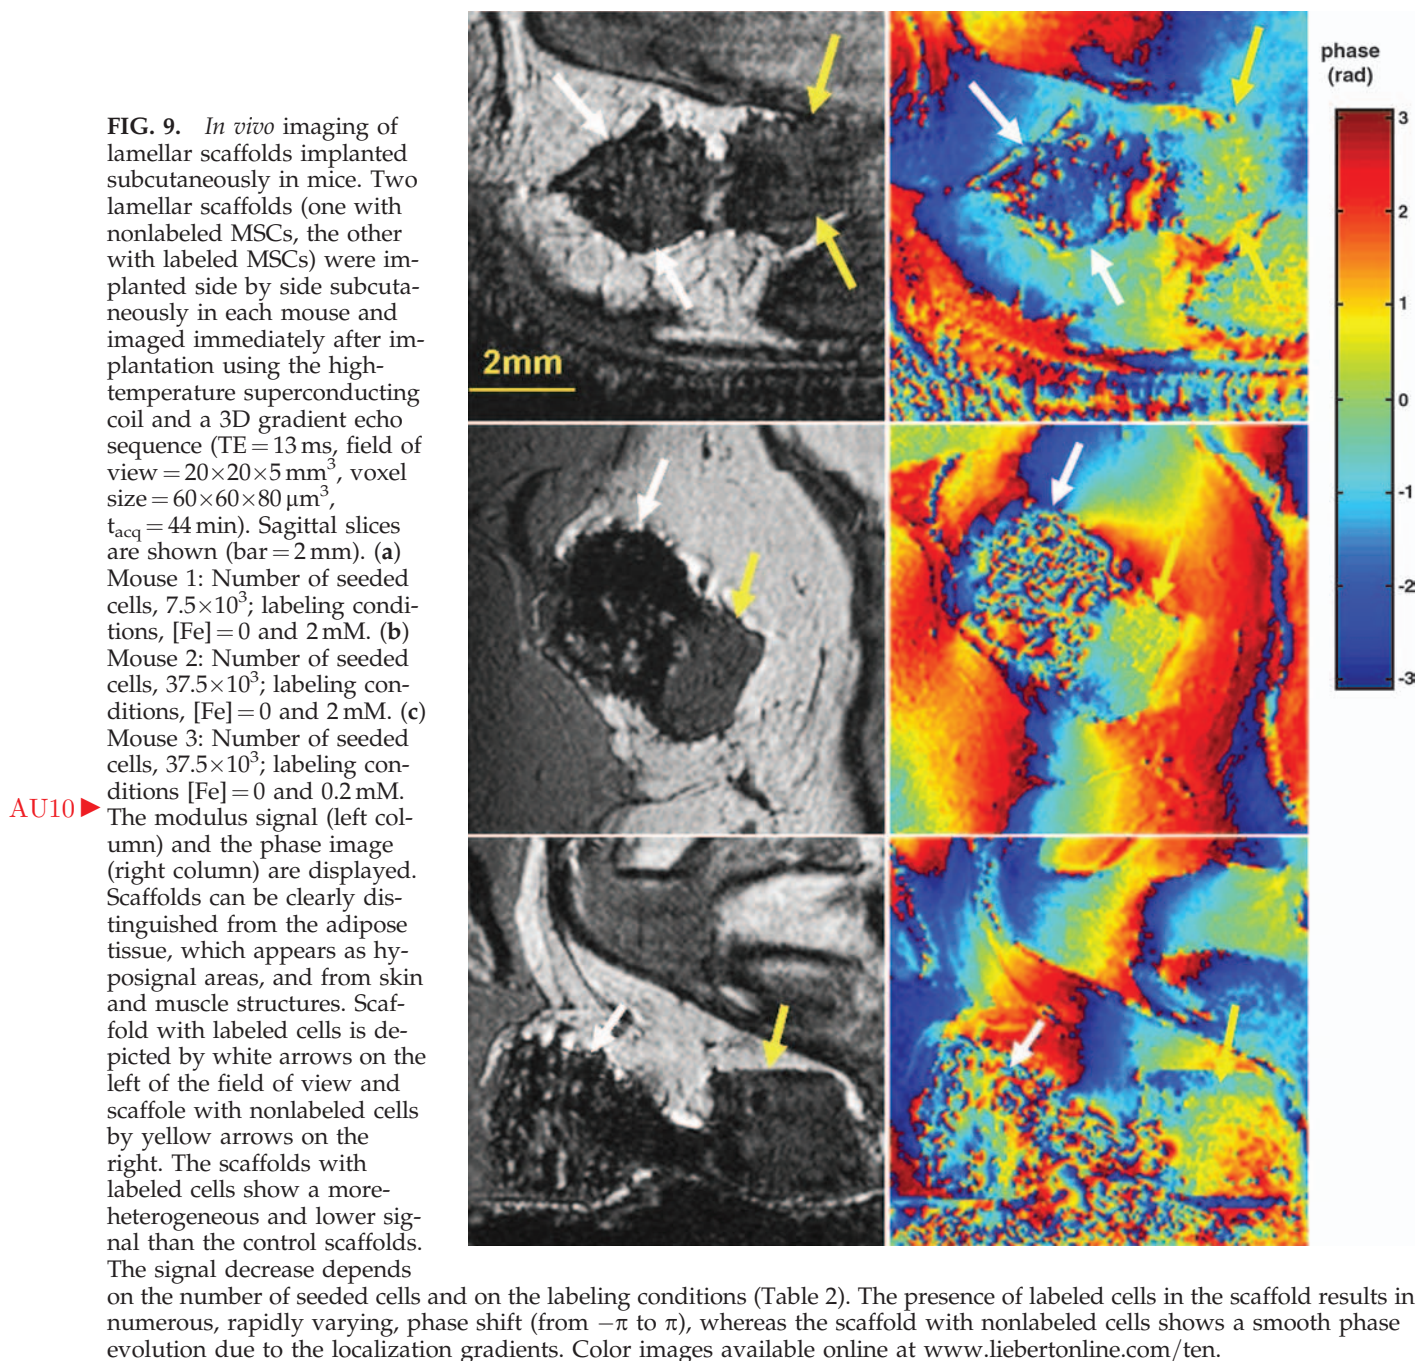 FIG. 9. In vivo imaging of
lamellar scaffolds implanted
subcutaneously in mice. Two
lamellar scaffolds (one with
nonlabeled MSCs, the other
with labeled MSCs) were im-
planted side by side subcuta-
neously in each mouse and
imaged immediately after im-
plantation using the high-
temperature superconducting
coil and a 3D gradient echo
sequence (TE = 13 ms, field of
view = 20×20×5 mm³, voxel
size = 60×60×80 μm³,
t_acq = 44 min). Sagittal slices
are shown (bar = 2 mm). (a)
Mouse 1: Number of seeded
cells, 7.5×10³; labeling condi-
tions, [Fe] = 0 and 2 mM. (b)
Mouse 2: Number of seeded
cells, 37.5×10³; labeling con-
ditions, [Fe] = 0 and 2 mM. (c)
Mouse 3: Number of seeded
cells, 37.5×10³; labeling con-
ditions [Fe] = 0 and 0.2 mM.
AU10 ▶
The modulus signal (left col-
umn) and the phase image
(right column) are displayed.
Scaffolds can be clearly dis-
tinguished from the adipose
tissue, which appears as hy-
posignal areas, and from skin
and muscle structures. Scaf-
fold with labeled cells is de-
picted by white arrows on the
left of the field of view and
scaffole with nonlabeled cells
by yellow arrows on the
right. The scaffolds with
labeled cells show a more-
heterogeneous and lower sig-
nal than the control scaffolds.
The signal decrease depends
on the number of seeded cells and on the labeling conditions (Table 2). The presence of labeled cells in the scaffold results in
numerous, rapidly varying, phase shift (from −π to π), whereas the scaffold with nonlabeled cells shows a smooth phase
evolution due to the localization gradients. Color images available online at www.liebertonline.com/ten.
2mm
phase
(rad)
3
2
1
0
-1
-2
-3